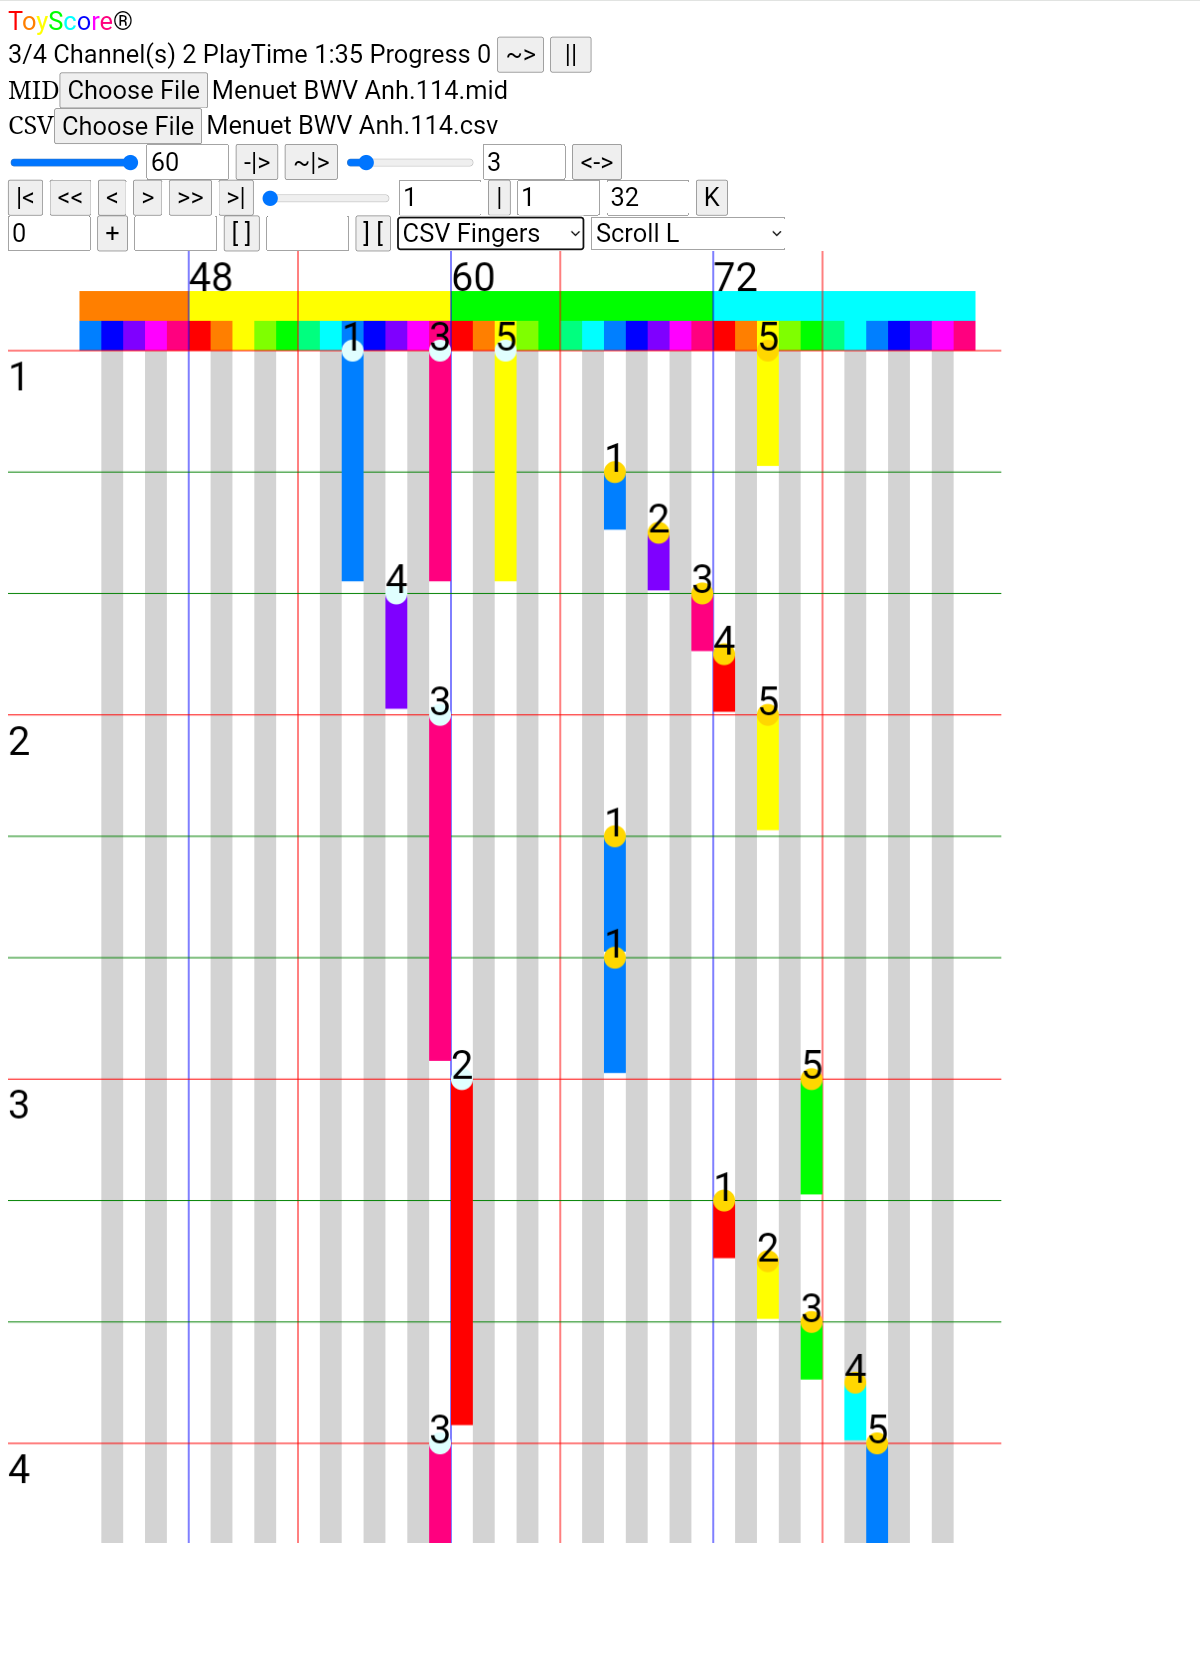 ToyScore®
3/4 Channel(s) 2 PlayTime 1:35 Progress 0 ~> ||
MID Choose File Menuet BWV Anh.114.mid
CSV Choose File Menuet BWV Anh.114.csv
60 -|> ~|> 3 <->
|< << < > >> >| 1 | 1 32 K
0 + [ ] ] [ CSV Fingers Scroll L
48 60 72
1 3 5 5
1
1
2
4 3
4
3 5
2
1
1
2 5
3
1
2
3
4
3 5
4